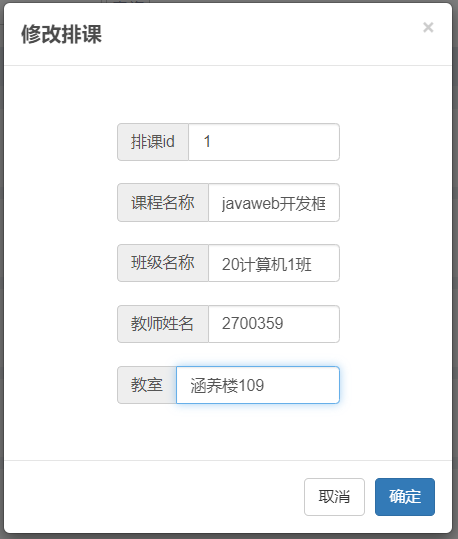 修改排课
×
排课id 1
课程名称 javaweb开发框
班级名称 20计算机1班
教师姓名 2700359
教室 涵养楼109
取消 确定